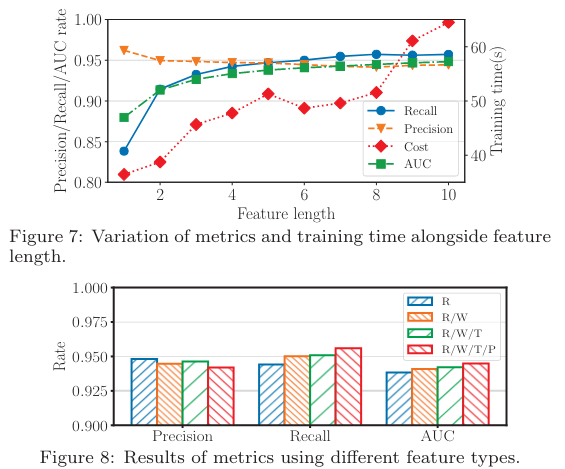 Precision/Recall/AUC rate
1.00
0.95
0.90
0.85
0.80
60
50
40
Training time(s)
Recall
Precision
Cost
AUC
2 4 6 8 10
Feature length
Figure 7: Variation of metrics and training time alongside feature
length.
Rate
1.000
0.975
0.950
0.925
0.900
R
R/W
R/W/T
R/W/T/P
Precision Recall AUC
Figure 8: Results of metrics using different feature types.